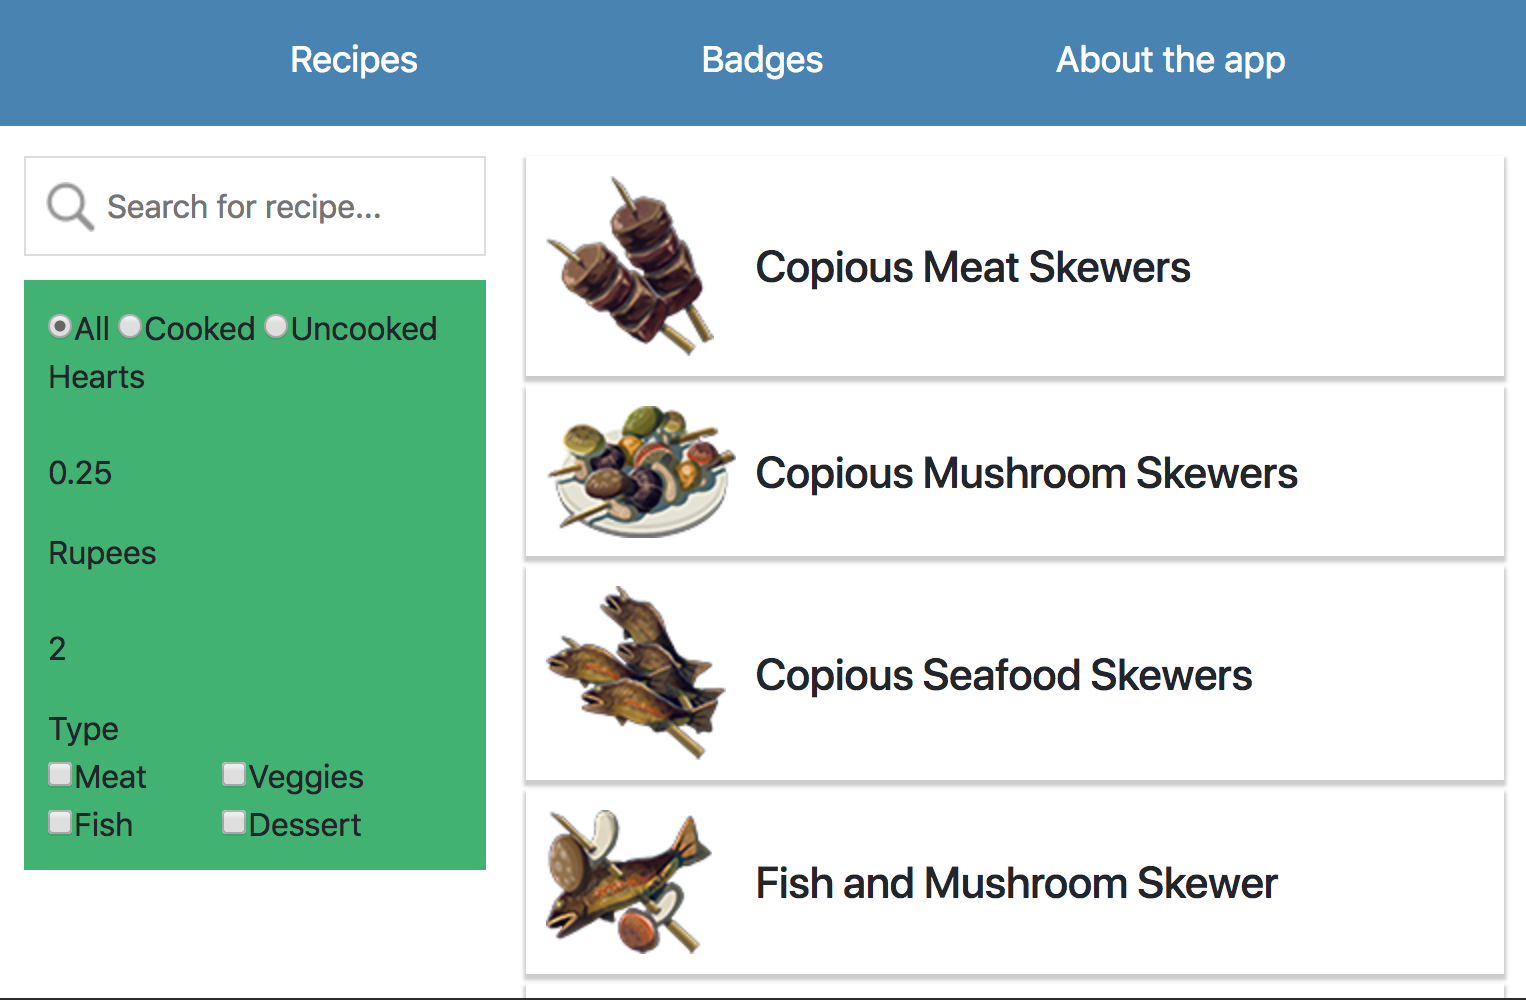 Recipes Badges About the app
Search for recipe...
All Cooked Uncooked
Hearts
0.25
Rupees
2
Type
Meat Veggies
Fish Dessert
Copious Meat Skewers
Copious Mushroom Skewers
Copious Seafood Skewers
Fish and Mushroom Skewer